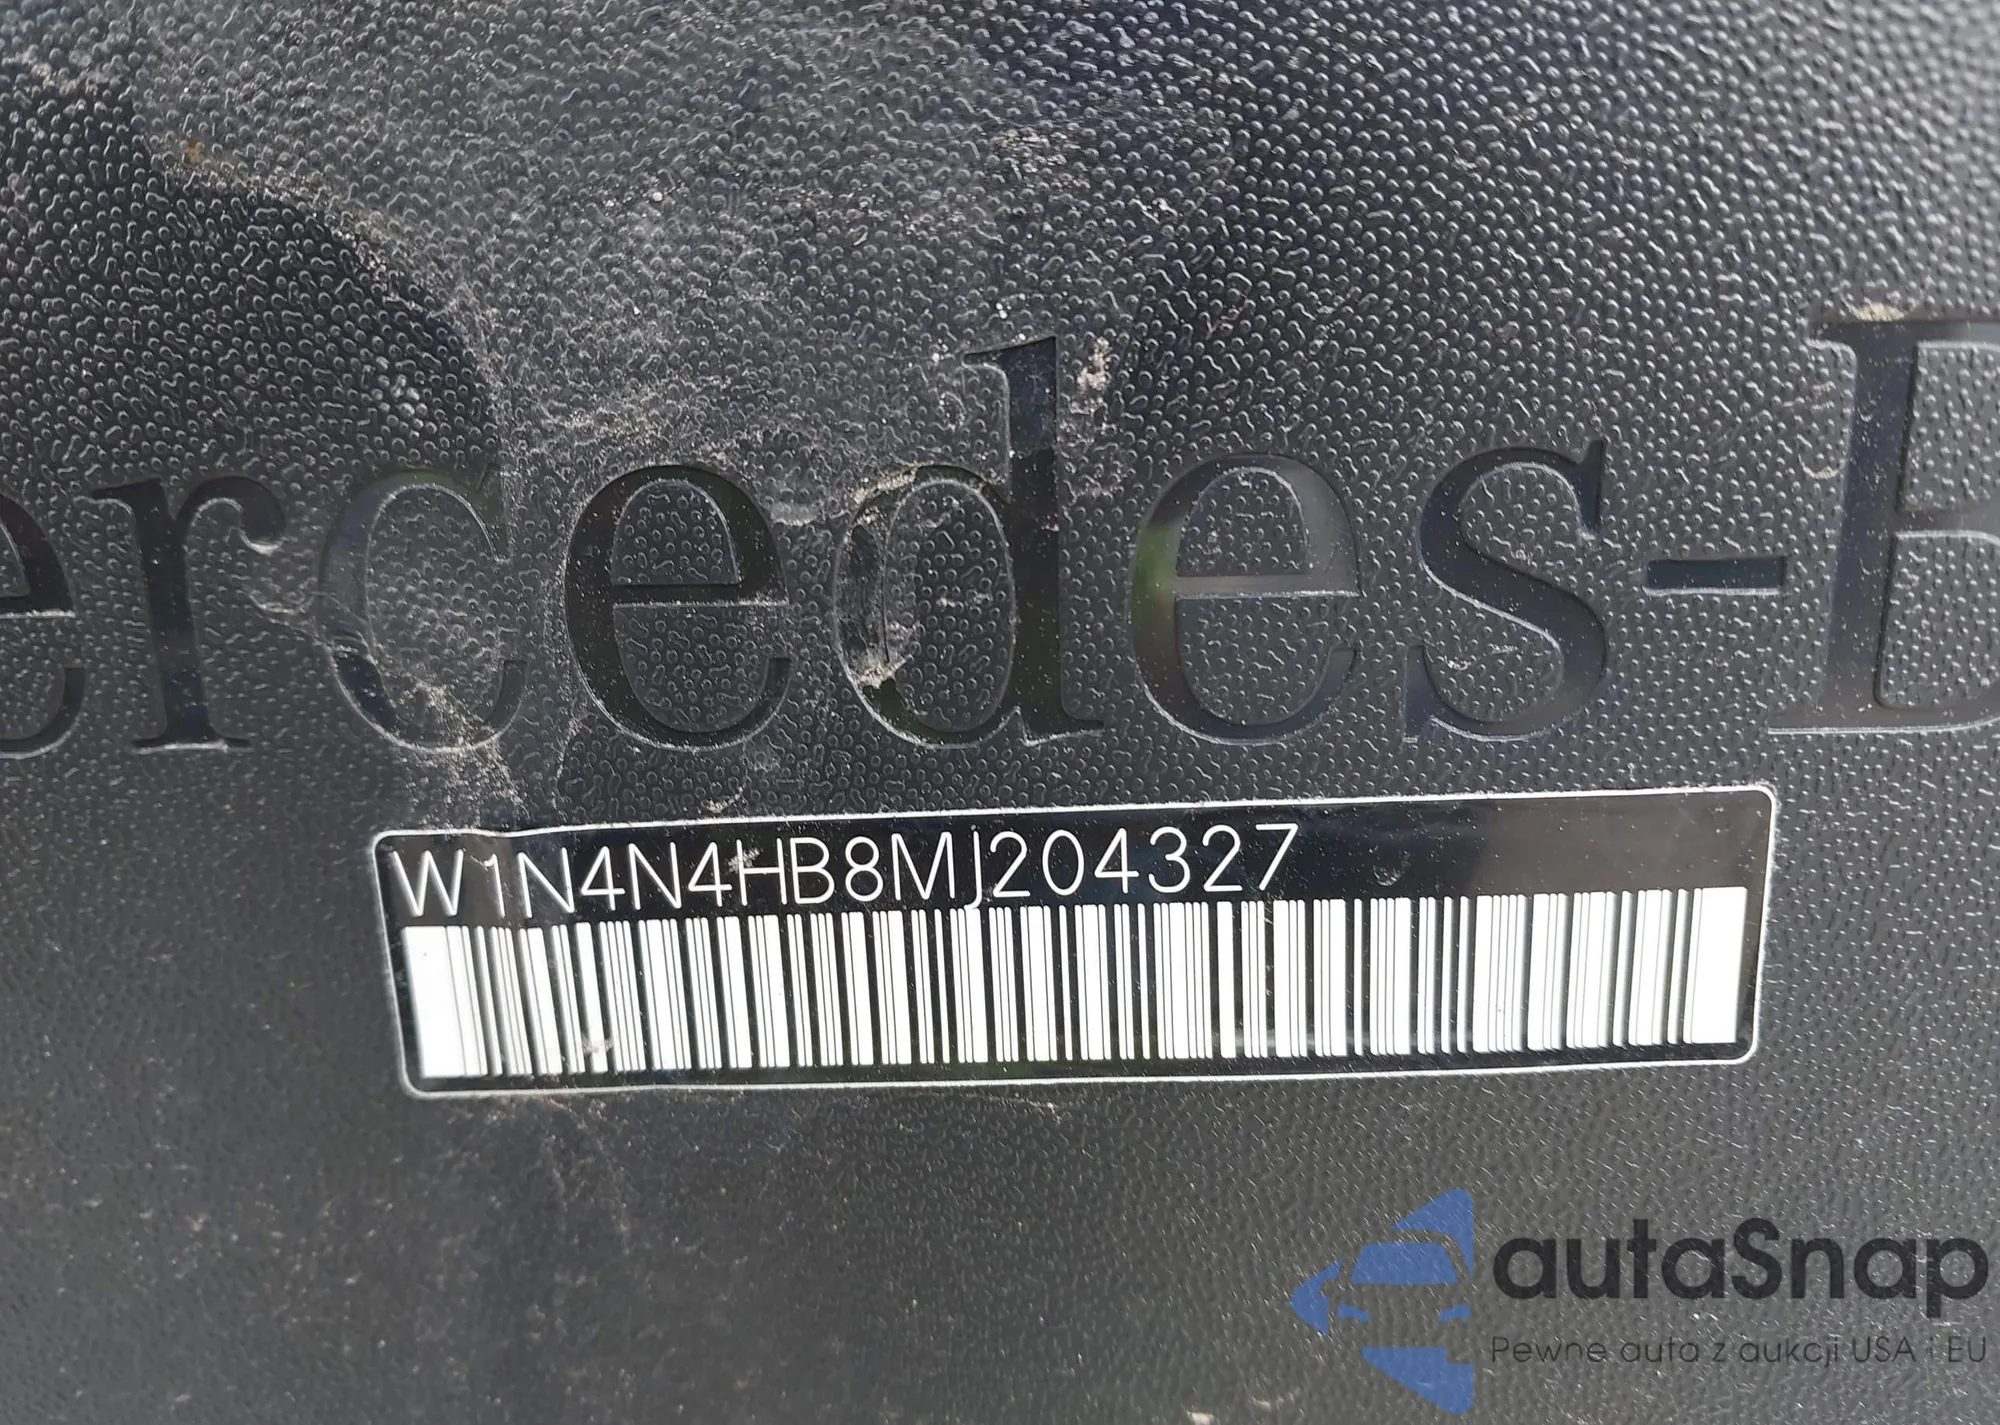 ercedes-B
W1N4N4HB8MJ204327
autaSnap
Pewne auta z aukcji USA i EU